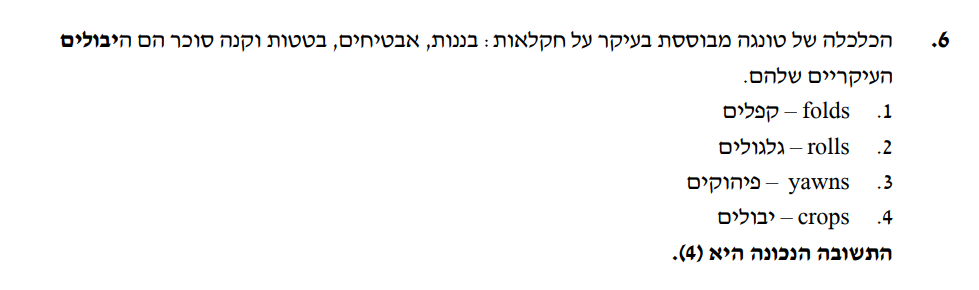 6. הכלכלה של טונגה מבוססת בעיקר על חקלאות: בננות, אבטיחים, בטטות וקנה סוכר הם היבולים
העיקריים שלהם.
1. folds – קפלים
2. rolls – גלגולים
3. yawns – פיהוקים
4. crops – יבולים
התשובה הנכונה היא (4).